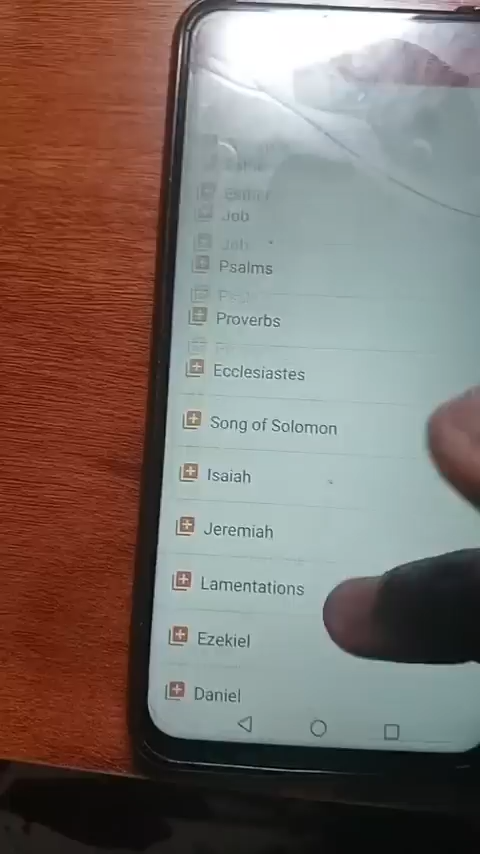 Job
Psalms
Proverbs
Ecclesiastes
Song of Solomon
Isaiah
Jeremiah
Lamentations
Ezekiel
Daniel